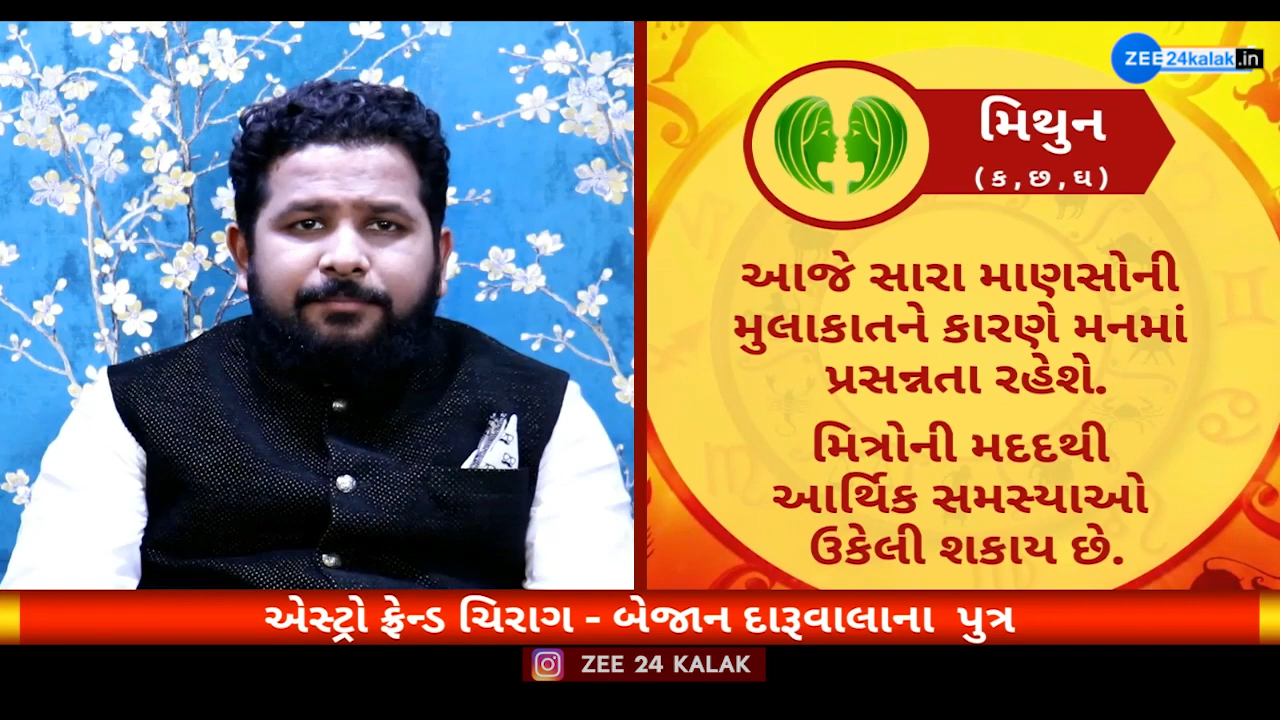 ZEE24kalak.in
મિથુન
( ક , છ , ઘ )
આજે સારા માણસોની
મુલાકાતને કારણે મનમાં
પ્રસન્નતા રહેશે.
મિત્રોની મદદથી
આર્થિક સમસ્યાઓ
ઉકેલી શકાય છે.
એસ્ટ્રો ફ્રેન્ડ ચિરાગ - બેજાન દારૂવાલાના પુત્ર
ZEE 24 KALAK